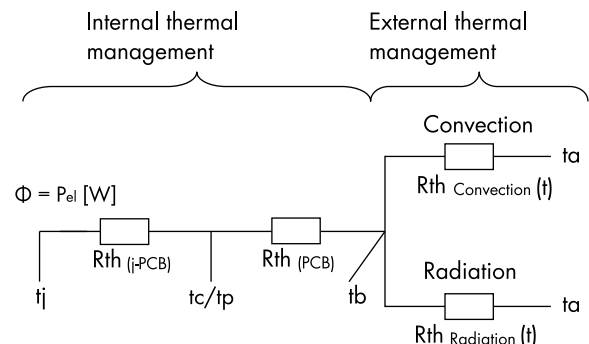 Internal thermal
management
External thermal
management
Convection
ta
Rth Convection (t)
Φ = Pel [W]
Rth (j-PCB)
Rth (PCB)
tj
tc/tp
tb
Radiation
ta
Rth Radiation (t)